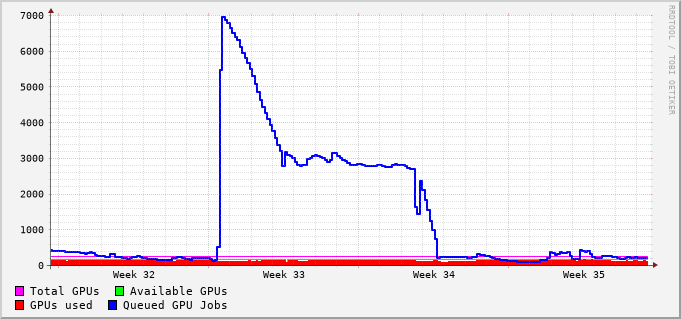 7000
6000
5000
4000
3000
2000
1000
0
Week 32 Week 33 Week 34 Week 35
Total GPUs Available GPUs
GPUs used Queued GPU Jobs
RRDTOOL / TOBI OETIKER